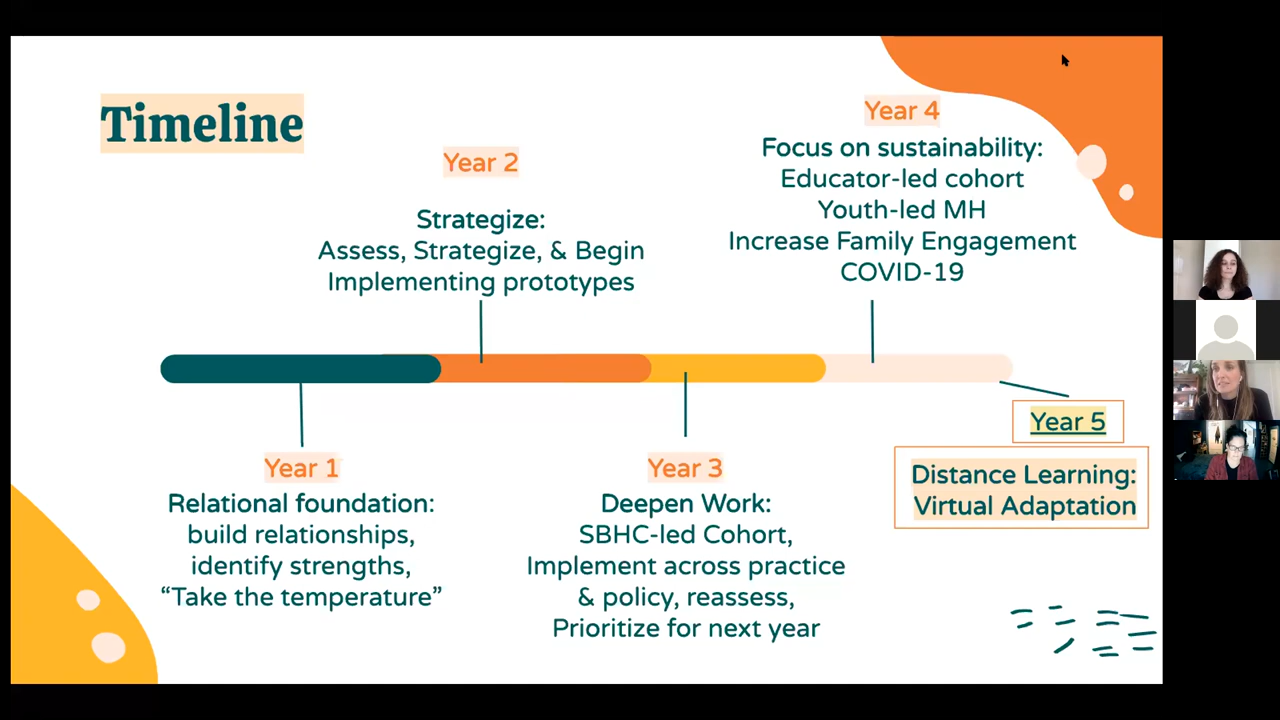 Timeline
Year 1
Relational foundation:
build relationships,
identify strengths,
“Take the temperature”
Year 2
Strategize:
Assess, Strategize, & Begin
Implementing prototypes
Year 3
Deepen Work:
SBHC-led Cohort,
Implement across practice
& policy, reassess,
Prioritize for next year
Year 4
Focus on sustainability:
Educator-led cohort
Youth-led MH
Increase Family Engagement
COVID-19
Year 5
Distance Learning:
Virtual Adaptation